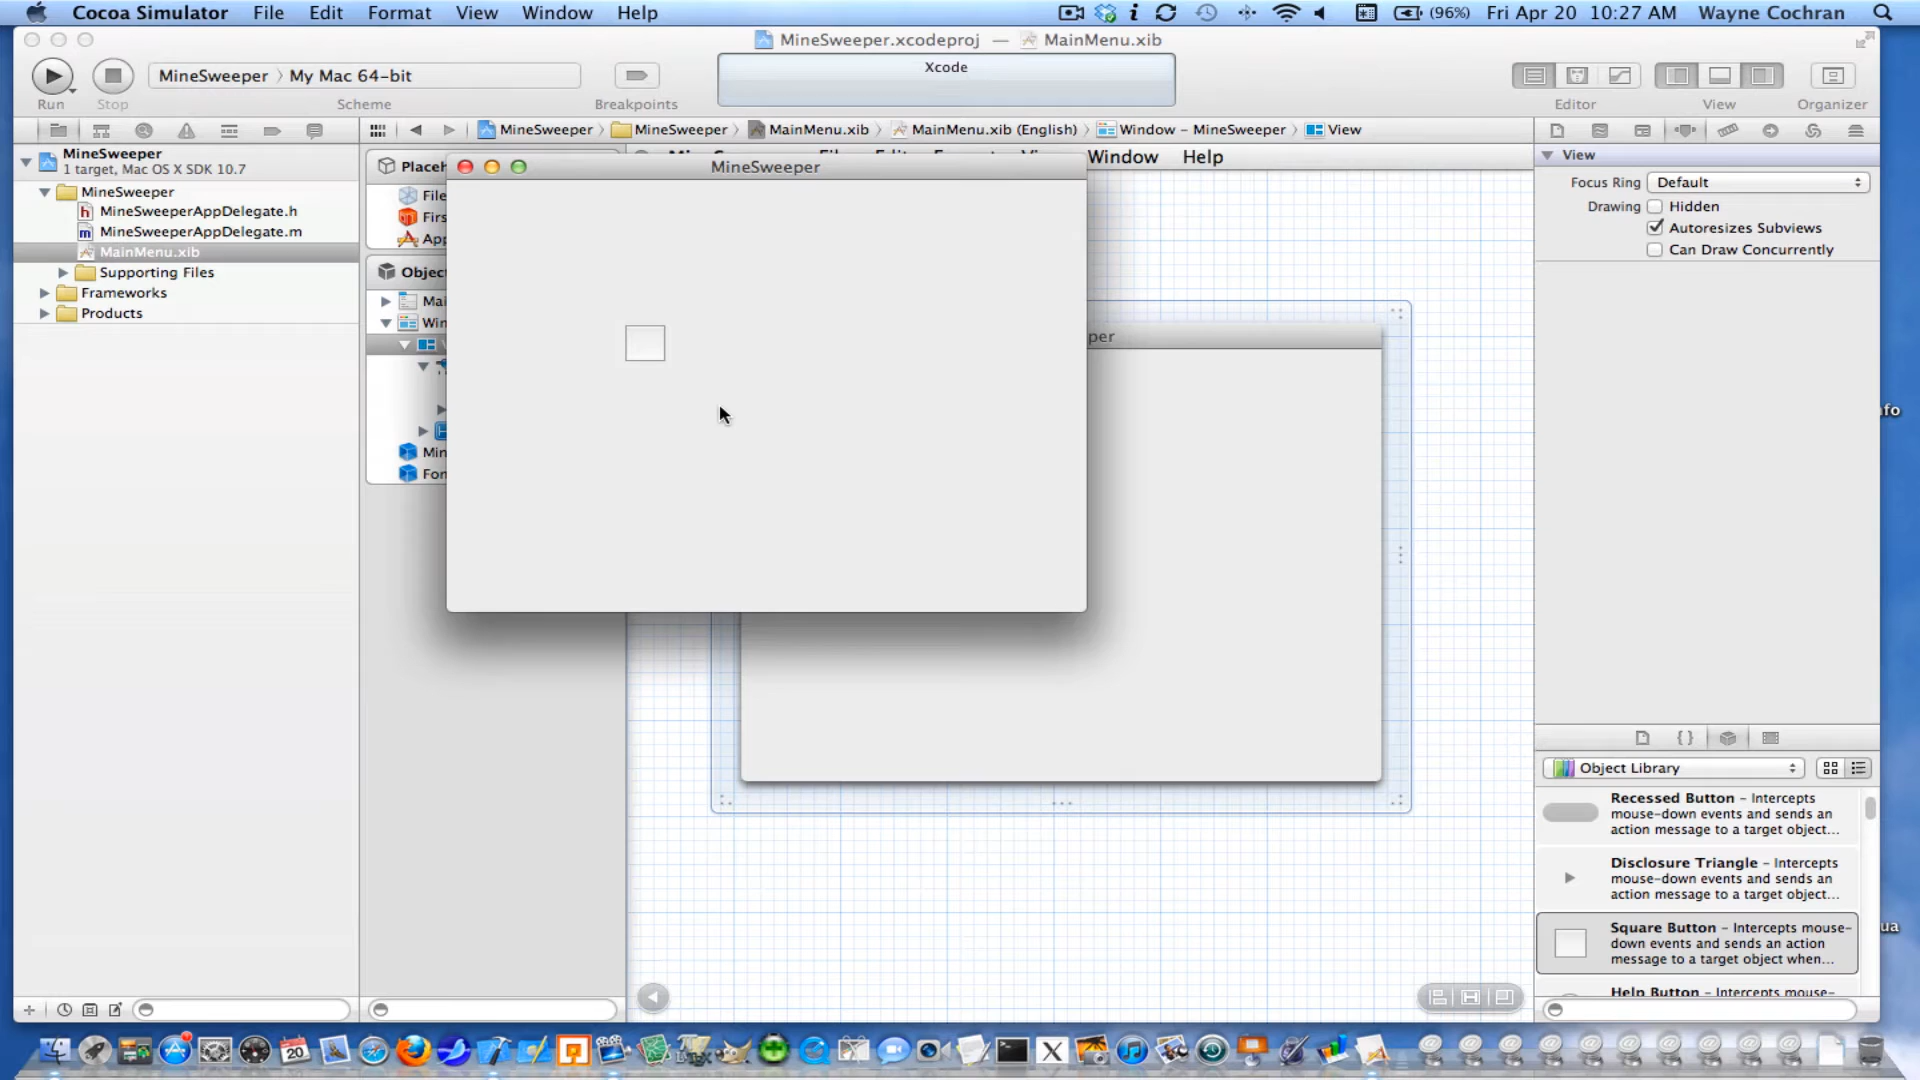 Cocoa Simulator File Edit Format View Window Help
(96%) Fri Apr 20 10:27 AM Wayne Cochran
MineSweeper.xcodeproj — MainMenu.xib
MineSweeper › My Mac 64-bit
Xcode
Run Stop Scheme Breakpoints Editor View Organizer
MineSweeper › MineSweeper › MainMenu.xib › MainMenu.xib (English) › Window – MineSweeper › View
MineSweeper
1 target, Mac OS X SDK 10.7
MineSweeper
MineSweeperAppDelegate.h
MineSweeperAppDelegate.m
MainMenu.xib
Supporting Files
Frameworks
Products
MineSweeper
Window Help
View
Focus Ring Default
Drawing Hidden
Autoresizes Subviews
Can Draw Concurrently
Object Library
Recessed Button – Intercepts
mouse-down events and sends an
action message to a target object...
Disclosure Triangle – Intercepts
mouse-down events and sends an
action message to a target object...
Square Button – Intercepts mouse-
down events and sends an action
message to a target object when...
Help Button – Intercepts mouse-
20